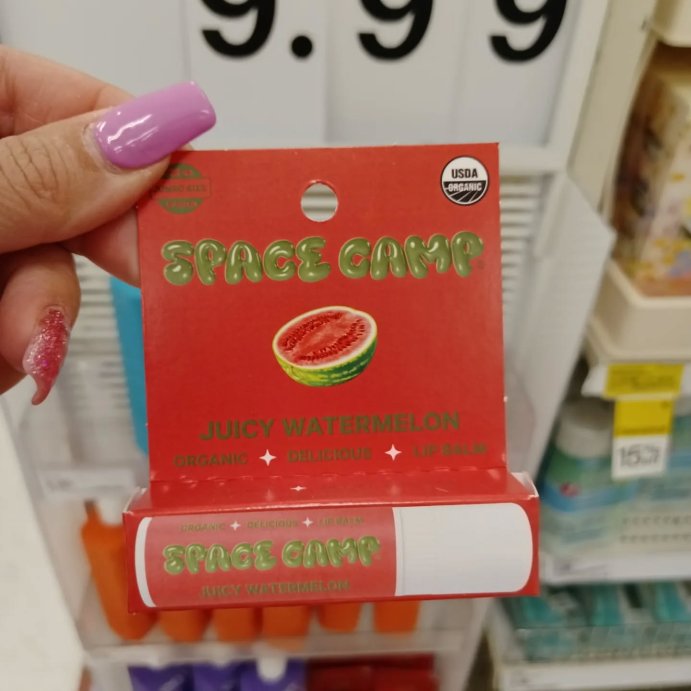 9.99
USDA
ORGANIC
SPACE CAMP
JUICY WATERMELON
ORGANIC ✦ DELICIOUS ✦ LIP BALM
ORGANIC ✦ DELICIOUS ✦ LIP BALM
SPACE CAMP
JUICY WATERMELON